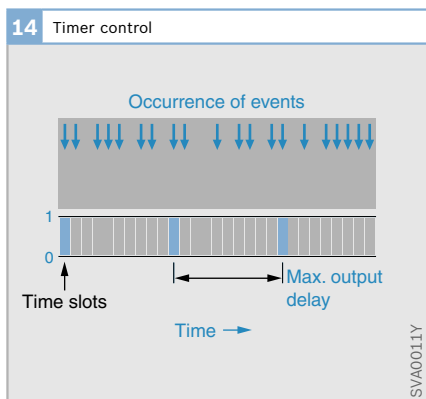 14 Timer control
Occurrence of events
1
0
Time slots
Max. output
delay
Time
SVA0011Y